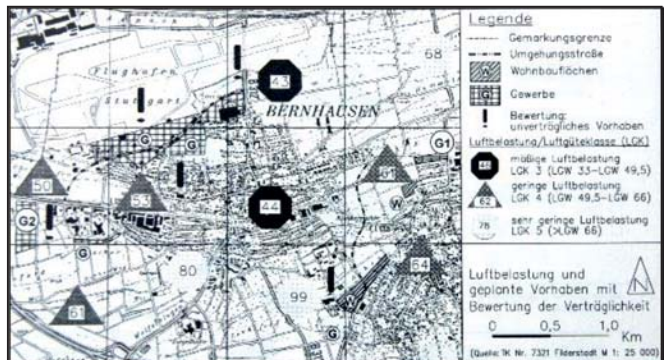 Flughafen
Stuttgart
43
68
BERNHAUSEN
G
G
50
53
44
61
G1
W
G2
G
80
64
61
99
W
G
Legende
Gemarkungsgrenze
Umgehungsstraße
W Wohnbauflächen
G Gewerbe
Bewertung:
unverträgliches Vorhaben
Luftbelastung/Luftgüteklasse (LGK)
mäßige Luftbelastung
LGK 3 (LGW 33-LGW 49,5)
62
geringe Luftbelastung
LGK 4 (LGW 49,5-LGW 66)
78
sehr geringe Luftbelastung
LGK 5 (>LGW 66)
Luftbelastung und
geplante Vorhaben mit
Bewertung der Verträglichkeit
0 0,5 1,0
Km
(Quelle: TK Nr. 7321 Filderstadt M 1: 25 000)